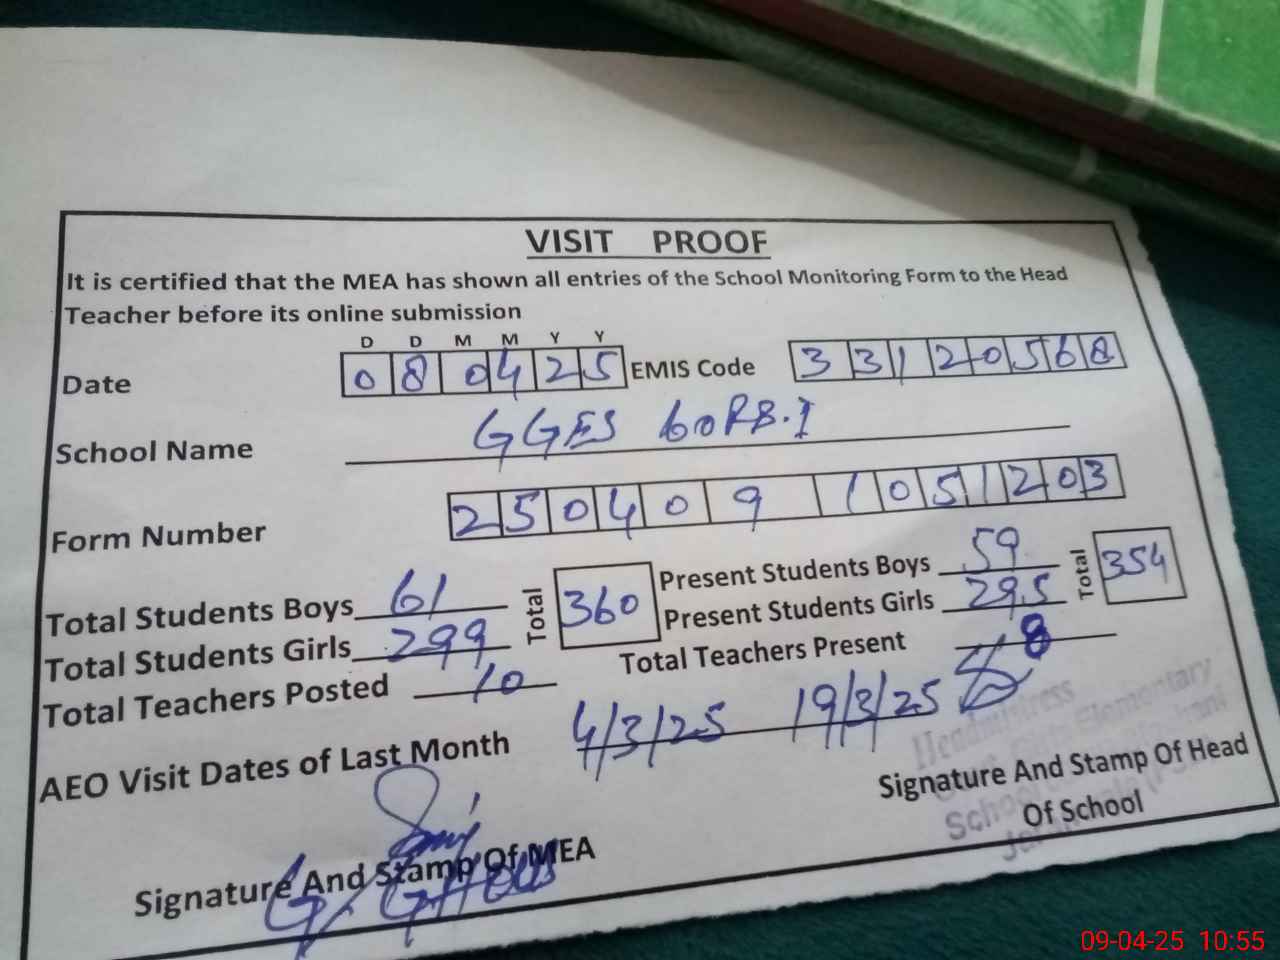 VISIT PROOF
It is certified that the MEA has shown all entries of the School Monitoring Form to the Head
Teacher before its online submission
D D M M Y Y
Date 0 8 0 4 2 5 EMIS Code 3 3 1 2 0 5 6 8
School Name GGES 60 RB.I
Form Number 2 5 0 4 0 9 1 0 5 1 2 0 3
Total Students Boys 61 Total 360 Present Students Boys 59 Total 354
Total Students Girls 299 Present Students Girls 295
Total Teachers Posted 10 Total Teachers Present 8
AEO Visit Dates of Last Month 4/3/25 19/3/25
Headmistress
Elementary
School
Signature And Stamp Of Head
Of School
Signature And Stamp Of MEA
09-04-25 10:55